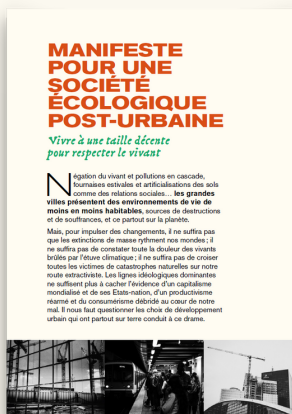 MANIFESTE
POUR UNE
SOCIÉTÉ
ÉCOLOGIQUE
POST-URBAINE
Vivre à une taille décente
pour respecter le vivant
Négation du vivant et pollutions en cascade,
fournaises estivales et artificialisations des sols
comme des relations sociales… les grandes
villes présentent des environnements de vie de
moins en moins habitables, sources de destructions
et de souffrances, et ce partout sur la planète.
Mais, pour impulser des changements, il ne suffira pas
que les extinctions de masse rythment nos mondes ; il
ne suffira pas de constater toute la douleur des vivants
brûlés par l'étuve climatique ; il ne suffira pas de croiser
toutes les victimes de catastrophes naturelles sur notre
route extractiviste. Les lignes idéologiques dominantes
ne suffisent plus à cacher l'évidence d'un capitalisme
mondialisé et de ses États-nation, d'un productivisme
réarmé et du consumérisme débridé au cœur de notre
mal. Il nous faut questionner les choix de développement
urbain qui ont partout sur terre conduit à ce drame.